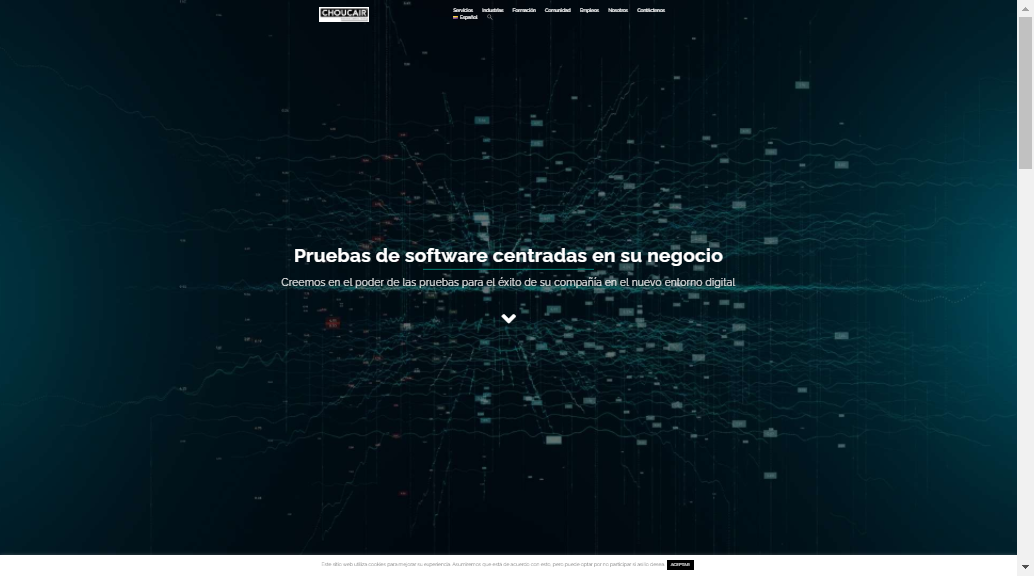 CHOUCAIR
Servicios Industrias Formación Comunidad Empleos Nosotros Contáctenos
Español
Pruebas de software centradas en su negocio
Creemos en el poder de las pruebas para el éxito de su compañía en el nuevo entorno digital
Este sitio web utiliza cookies para mejorar su experiencia. Asumiremos que está de acuerdo con esto, pero puede optar por no participar si así lo desea. ACEPTAR